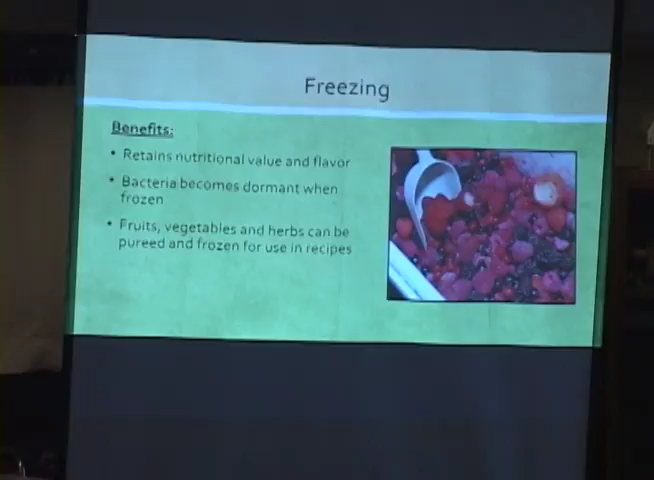 Freezing
Benefits:
• Retains nutritional value and flavor
• Bacteria becomes dormant when
frozen
• Fruits, vegetables and herbs can be
pureed and frozen for use in recipes